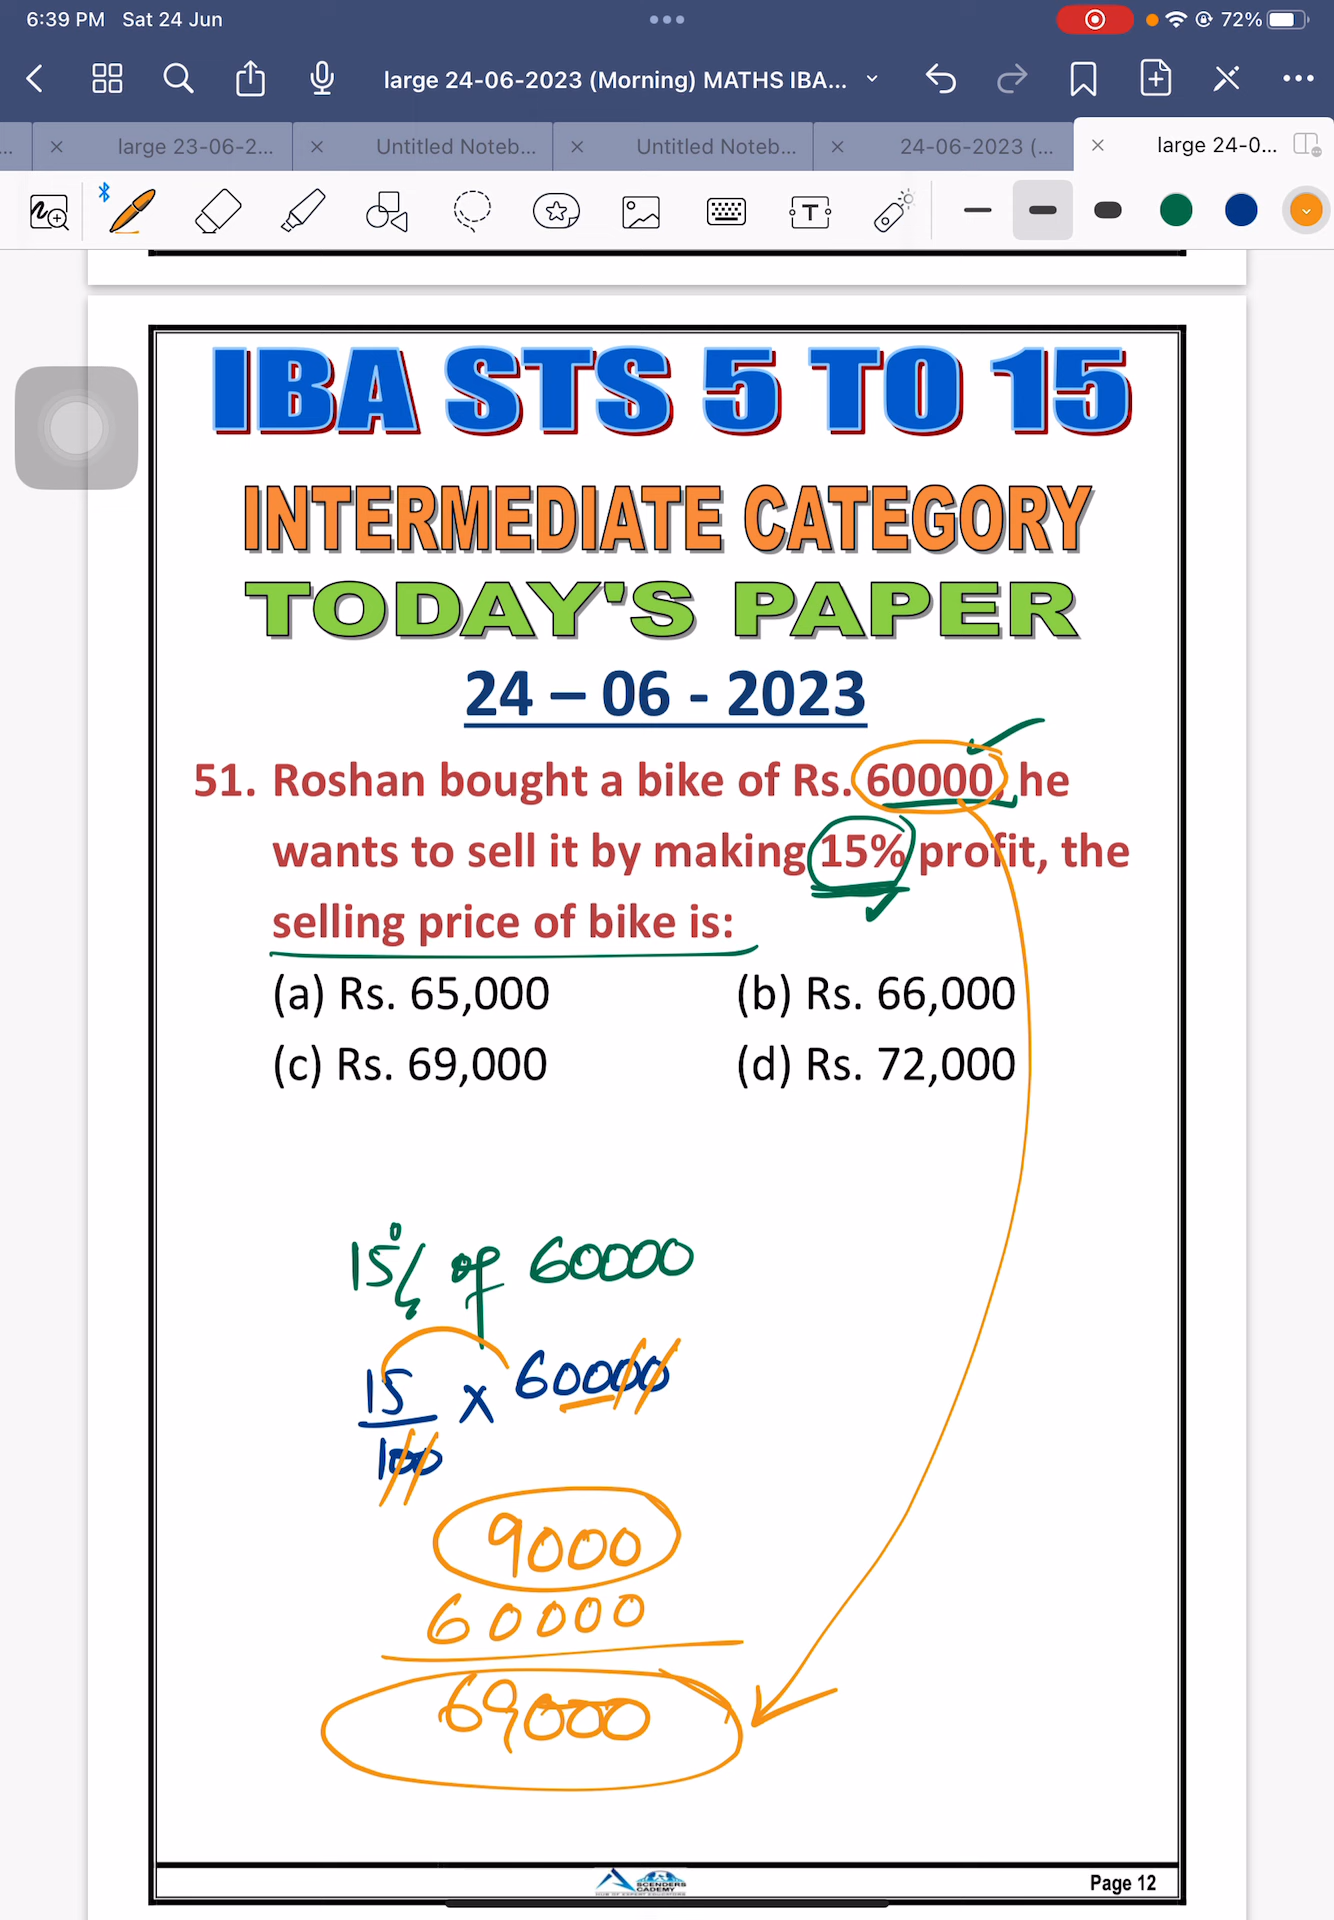 6:39 PM Sat 24 Jun
72%
large 24-06-2023 (Morning) MATHS IBA...
large 23-06-2...
Untitled Noteb...
Untitled Noteb...
24-06-2023 (...
large 24-0...
IBA STS 5 TO 15
INTERMEDIATE CATEGORY
TODAY'S PAPER
24 – 06 - 2023
51. Roshan bought a bike of Rs. 60000, he
wants to sell it by making 15% profit, the
selling price of bike is:
(a) Rs. 65,000 (b) Rs. 66,000
(c) Rs. 69,000 (d) Rs. 72,000
15% of 60000
15/100 x 60000
9000
60000
69000
SCENDERS
CADEMY
Page 12